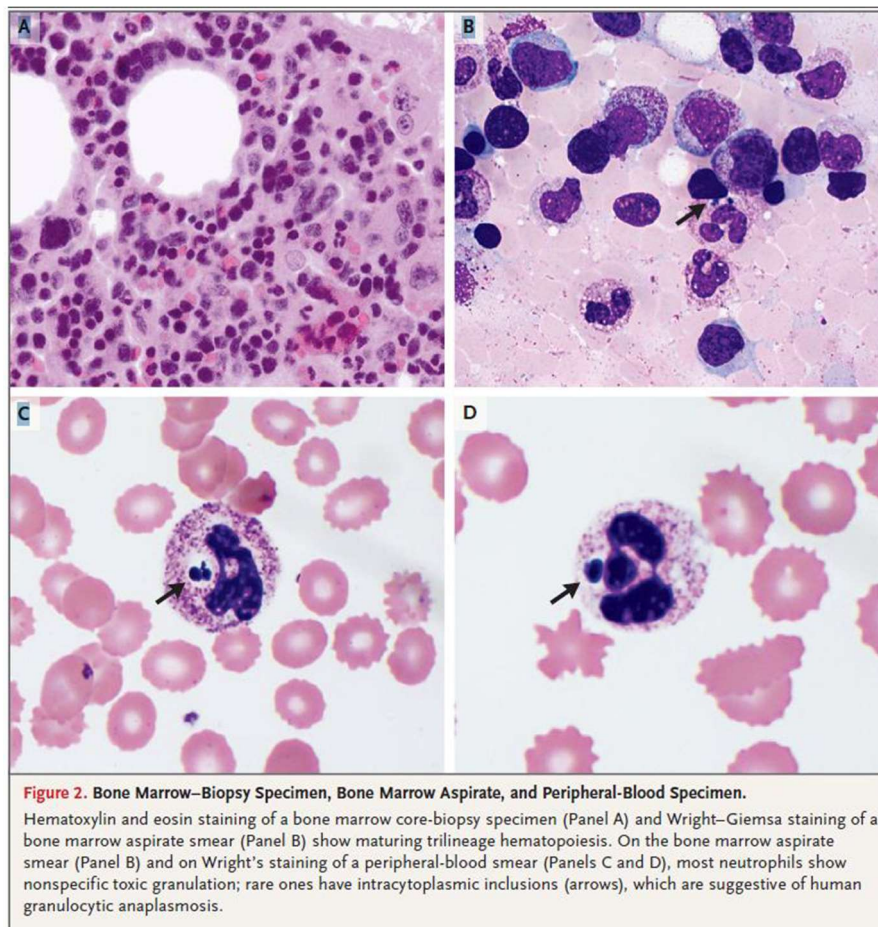 A
B
C
D
Figure 2. Bone Marrow–Biopsy Specimen, Bone Marrow Aspirate, and Peripheral-Blood Specimen.
Hematoxylin and eosin staining of a bone marrow core-biopsy specimen (Panel A) and Wright–Giemsa staining of a
bone marrow aspirate smear (Panel B) show maturing trilineage hematopoiesis. On the bone marrow aspirate
smear (Panel B) and on Wright's staining of a peripheral-blood smear (Panels C and D), most neutrophils show
nonspecific toxic granulation; rare ones have intracytoplasmic inclusions (arrows), which are suggestive of human
granulocytic anaplasmosis.